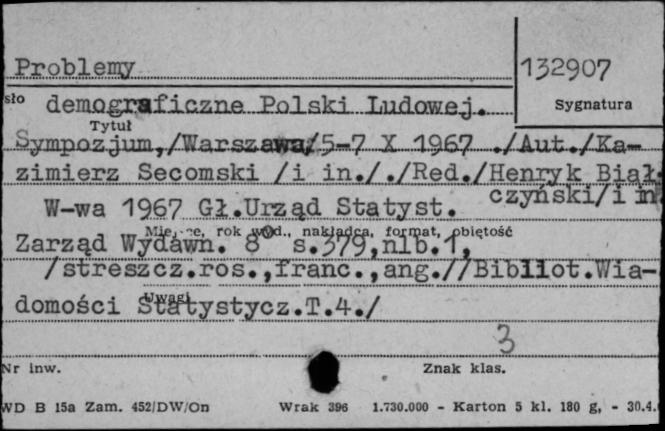 Problemy
132907
sło demograficzne Polski Ludowej.
Sygnatura
Tytuł
Sympozjum,/Warszawa/5-7 X 1967 ./Aut./Ka-
zimierz Secomski /i in././Red./Henryk Biał-
czyński/i in
W-wa 1967 Gł.Urząd Statyst.
Miejsce, rok wyd., nakładca, format, objętość
Zarząd Wydawn. 8° s.379,nlb.1,
/streszcz.ros.,franc.,ang.//Bibliot.Wia-
Uwagi
domości Statystycz.T.4./
3
Nr inw.
Znak klas.
WD B 15a Zam. 452/DW/On Wrak 396 1.730.000 - Karton 5 kl. 180 g, - 30.4.